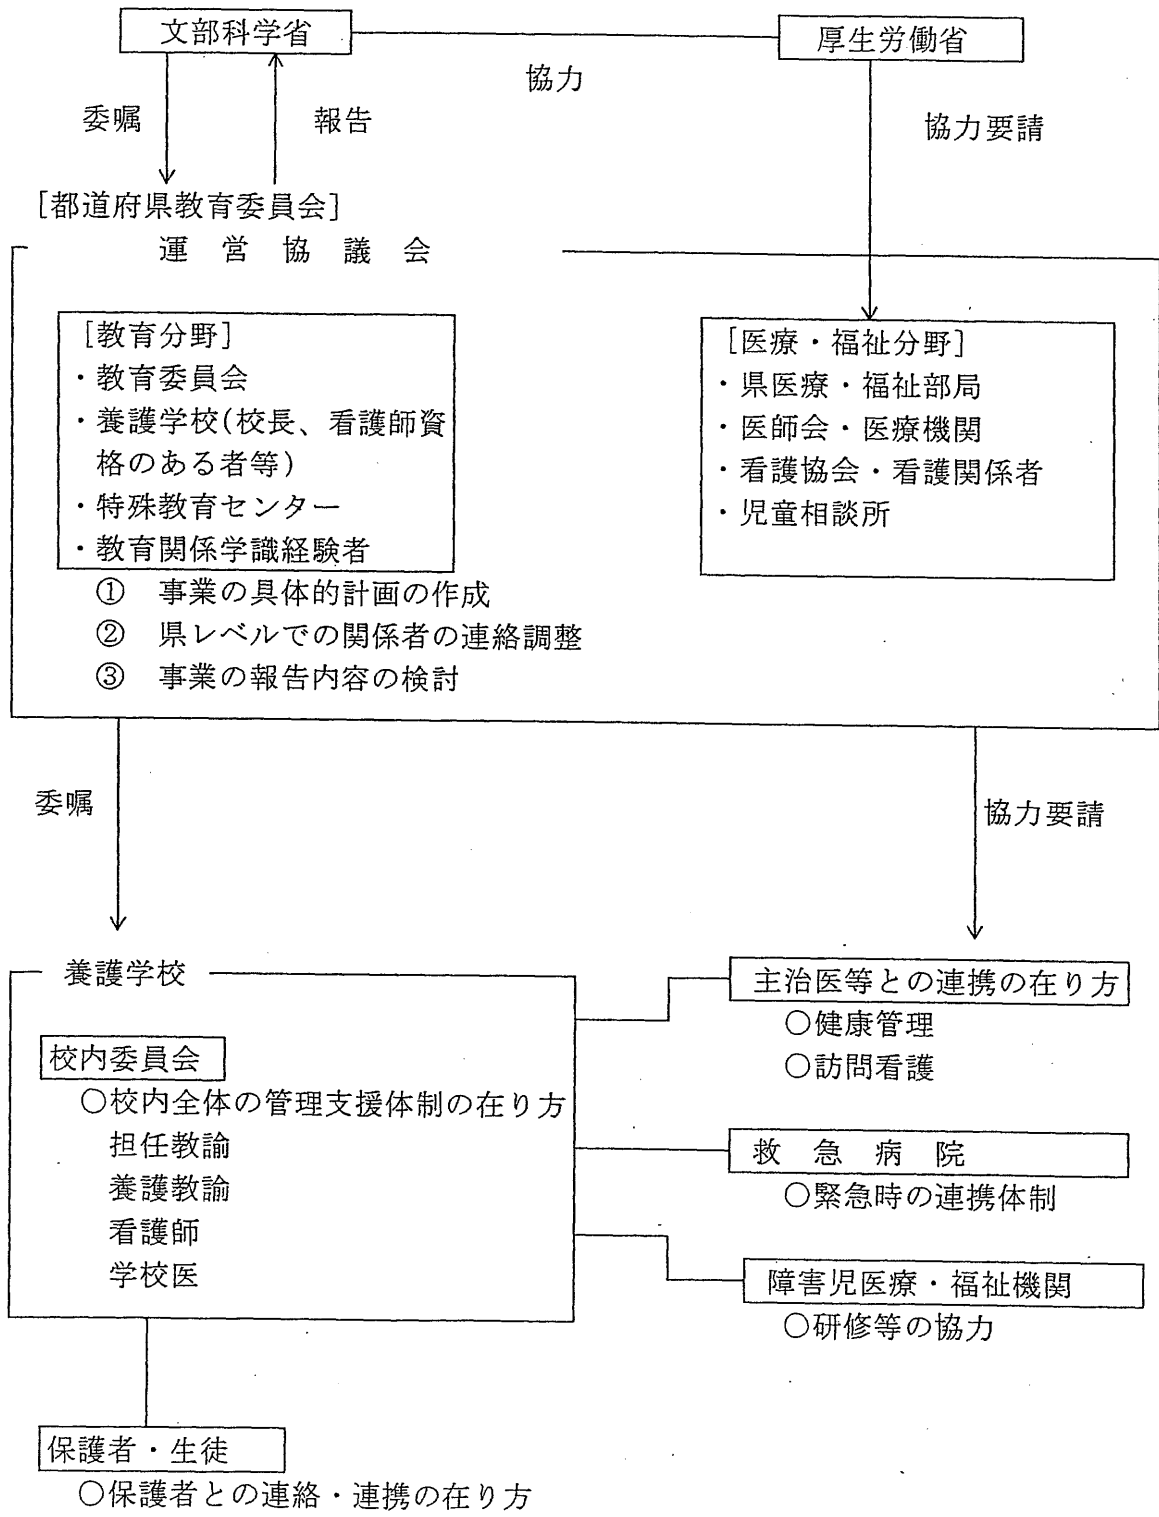 文部科学省
厚生労働省
協力
委嘱
報告
協力要請
[都道府県教育委員会]
運 営 協 議 会
[教育分野]
・教育委員会
・養護学校(校長、看護師資
格のある者等)
・特殊教育センター
・教育関係学識経験者
[医療・福祉分野]
・県医療・福祉部局
・医師会・医療機関
・看護協会・看護関係者
・児童相談所
① 事業の具体的計画の作成
② 県レベルでの関係者の連絡調整
③ 事業の報告内容の検討
委嘱
協力要請
養護学校
校内委員会
○校内全体の管理支援体制の在り方
担任教諭
養護教諭
看護師
学校医
主治医等との連携の在り方
○健康管理
○訪問看護
救 急 病 院
○緊急時の連携体制
障害児医療・福祉機関
○研修等の協力
保護者・生徒
○保護者との連絡・連携の在り方